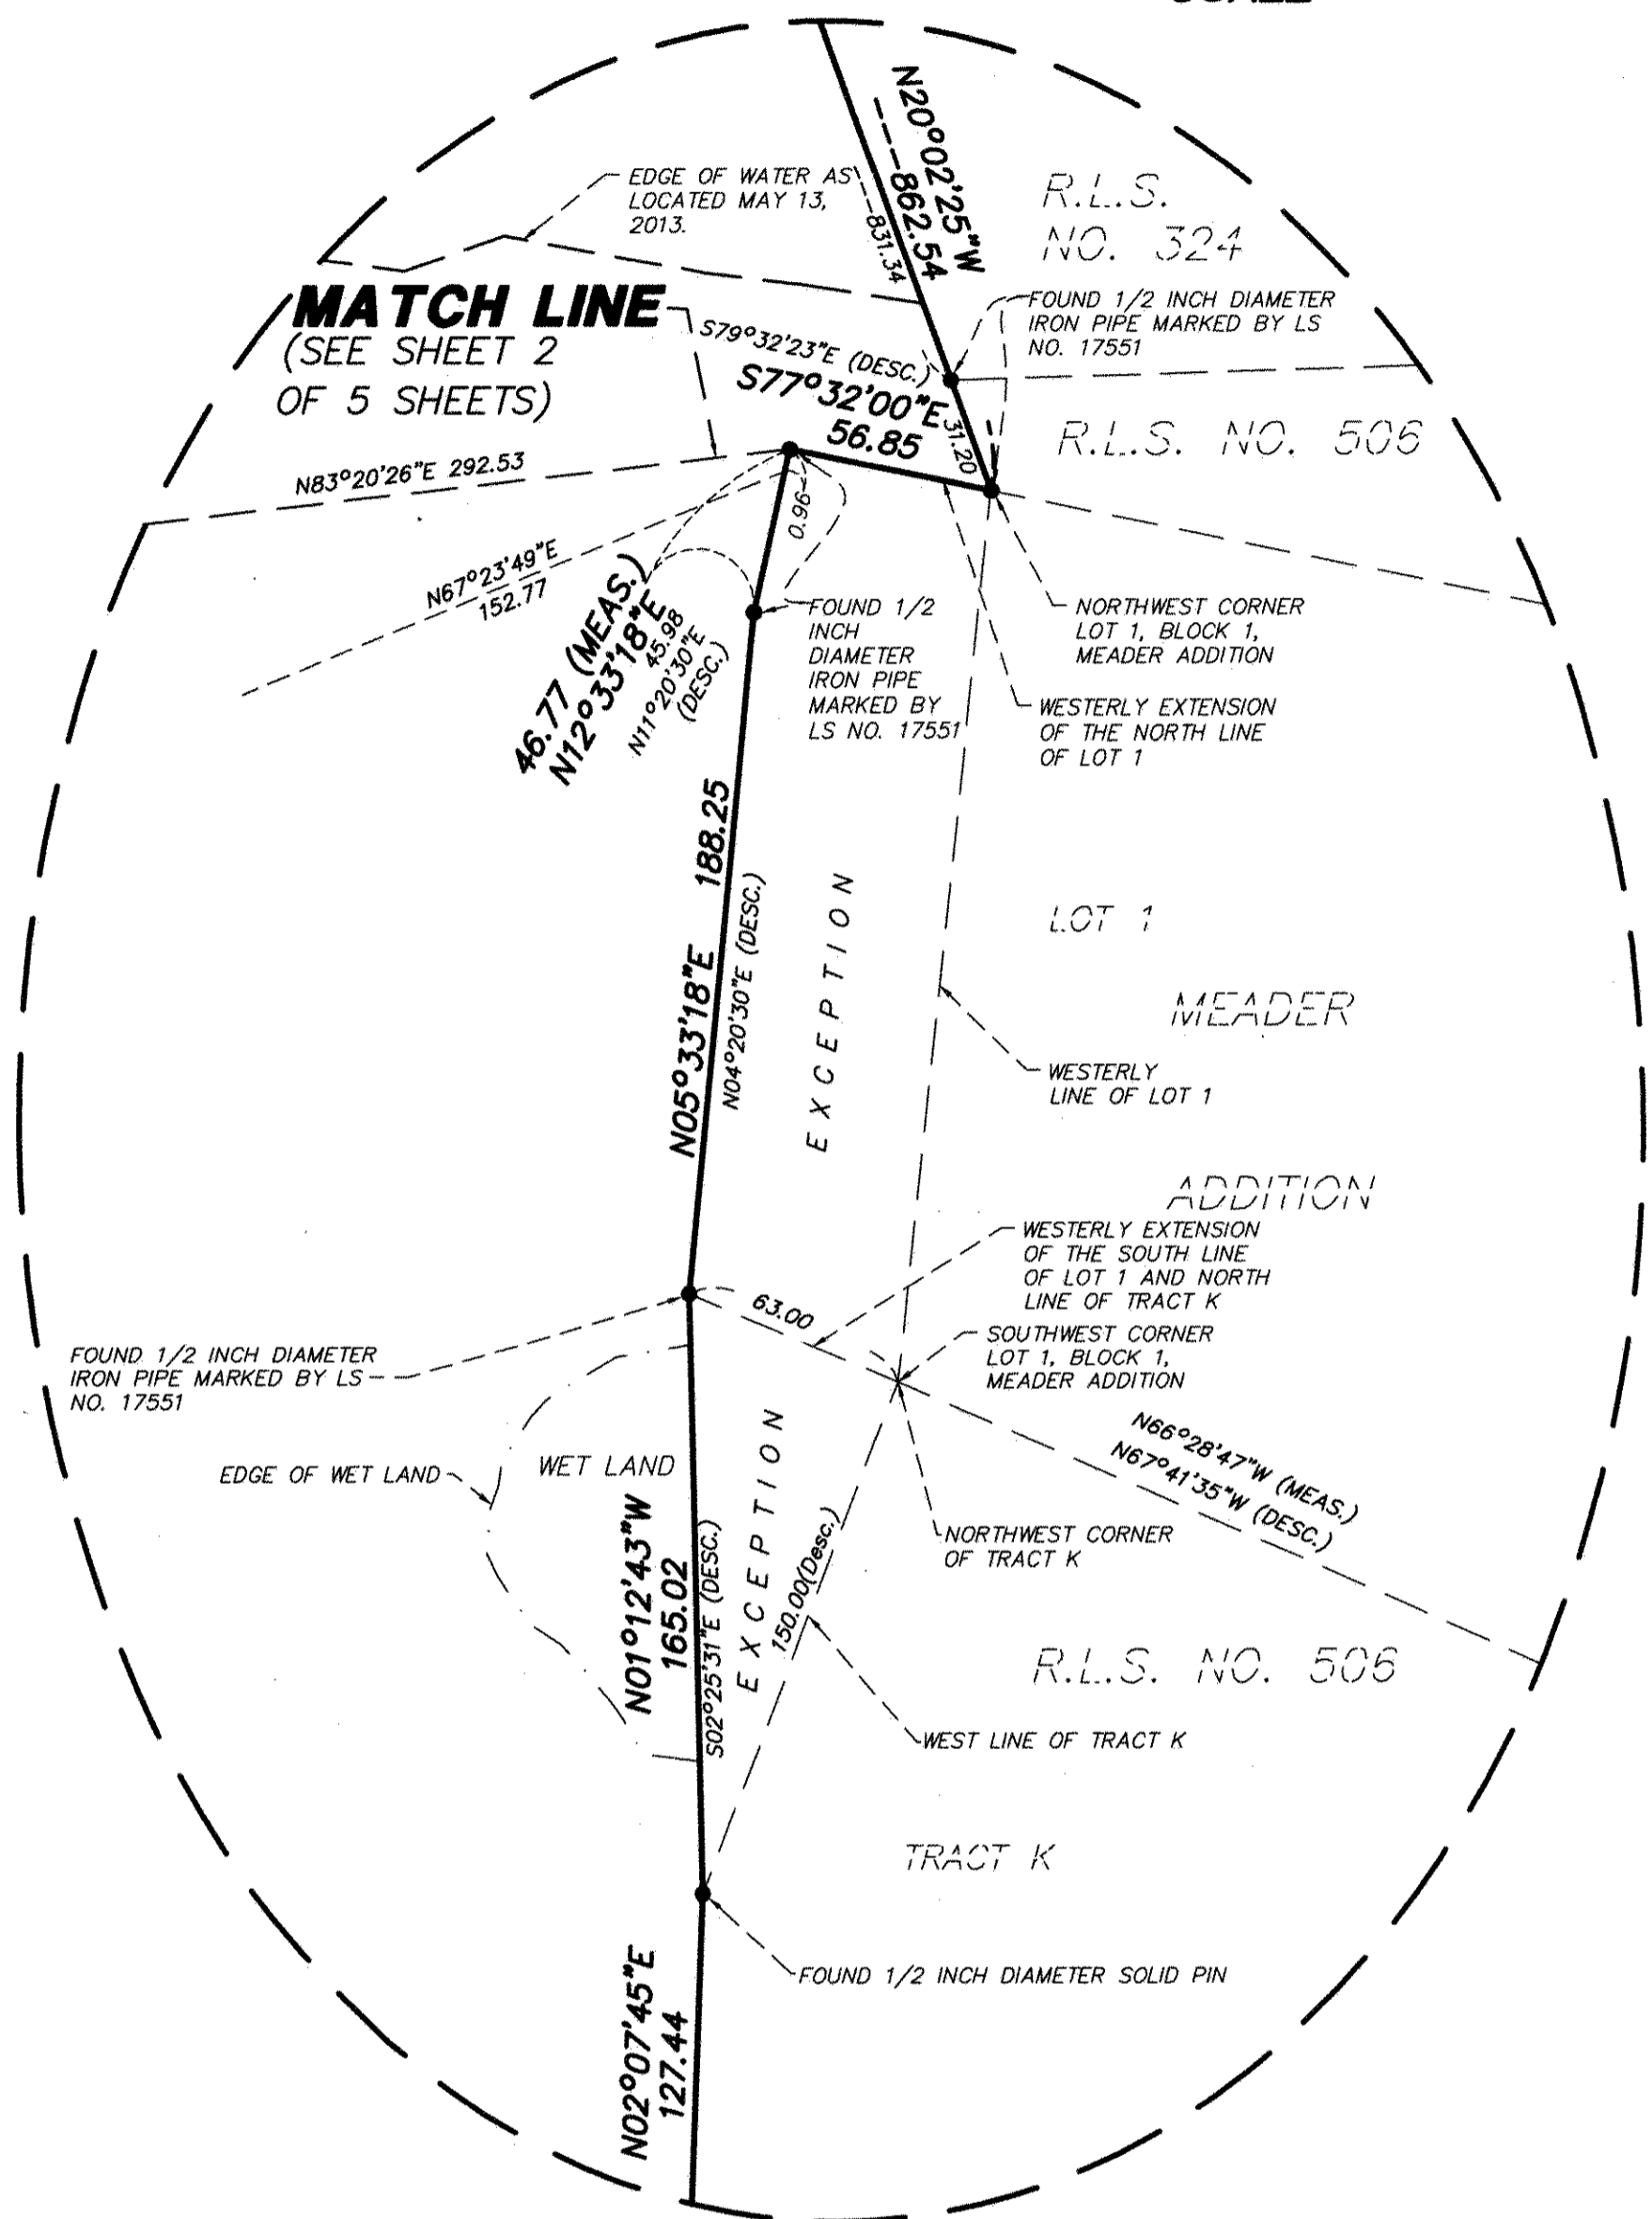 N20°02'25"W
862.54
831.34
EDGE OF WATER AS
LOCATED MAY 13,
2013.
R.L.S.
NO. 324
MATCH LINE
(SEE SHEET 2
OF 5 SHEETS)
FOUND 1/2 INCH DIAMETER
IRON PIPE MARKED BY LS
NO. 17551
S79°32'23"E (DESC.)
S77°32'00"E
56.85
31.20
R.L.S. NO. 506
N83°20'26"E 292.53
0.96
N67°23'49"E
152.77
46.77 (MEAS.)
N12°33'18"E
45.98
N11°20'30"E
(DESC.)
FOUND 1/2
INCH
DIAMETER
IRON PIPE
MARKED BY
LS NO. 17551
NORTHWEST CORNER
LOT 1, BLOCK 1,
MEADER ADDITION
WESTERLY EXTENSION
OF THE NORTH LINE
OF LOT 1
N05°33'18"E 188.25
N04°20'30"E (DESC.)
EXCEPTION
LOT 1
MEADER
WESTERLY
LINE OF LOT 1
ADDITION
WESTERLY EXTENSION
OF THE SOUTH LINE
OF LOT 1 AND NORTH
LINE OF TRACT K
63.00
SOUTHWEST CORNER
LOT 1, BLOCK 1,
MEADER ADDITION
FOUND 1/2 INCH DIAMETER
IRON PIPE MARKED BY LS
NO. 17551
N66°28'47"W (MEAS.)
N67°41'35"W (DESC.)
EDGE OF WET LAND
WET LAND
EXCEPTION
NORTHWEST CORNER
OF TRACT K
N01°12'43"W
165.02
S02°25'31"E (DESC.)
150.00(Desc.)
R.L.S. NO. 506
WEST LINE OF TRACT K
TRACT K
FOUND 1/2 INCH DIAMETER SOLID PIN
N02°07'45"E
127.44